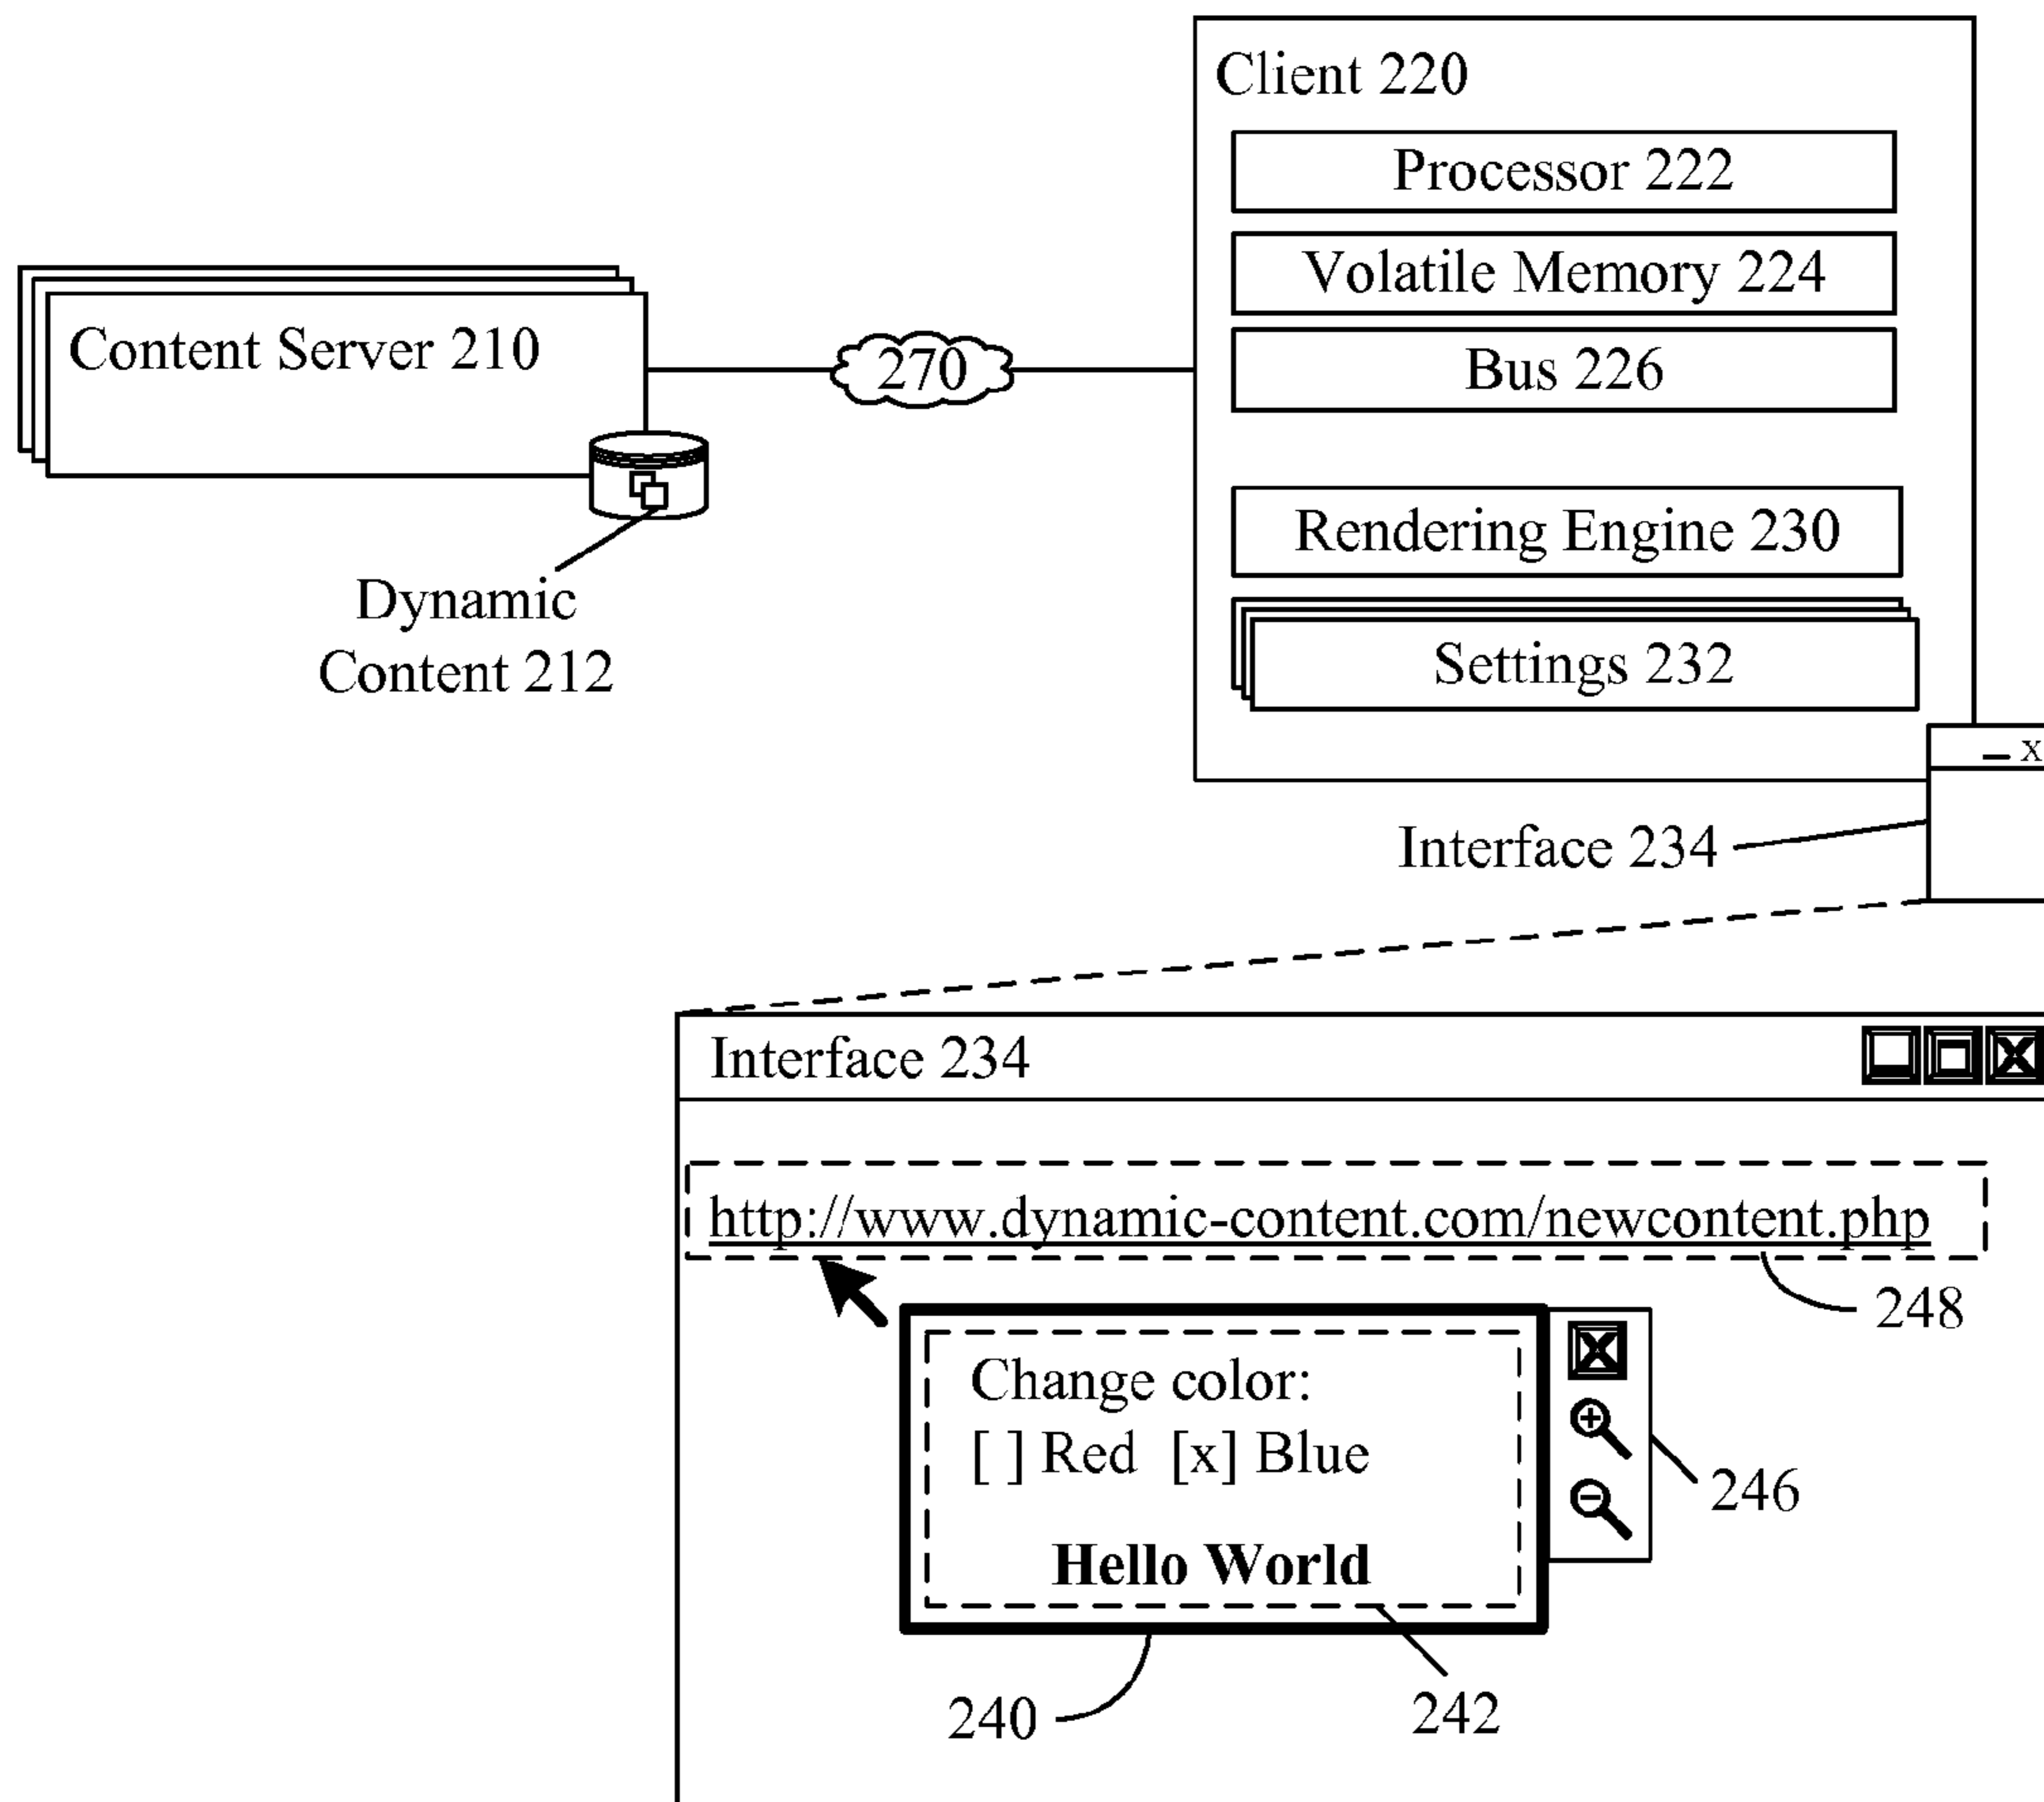 Client 220
Processor 222
Volatile Memory 224
Bus 226
Rendering Engine 230
Settings 232
Content Server 210
270
Dynamic
Content 212
x
Interface 234
Interface 234
X
http://www.dynamic-content.com/newcontent.php
248
Change color:
[ ] Red [x] Blue
Hello World
X
246
240
242